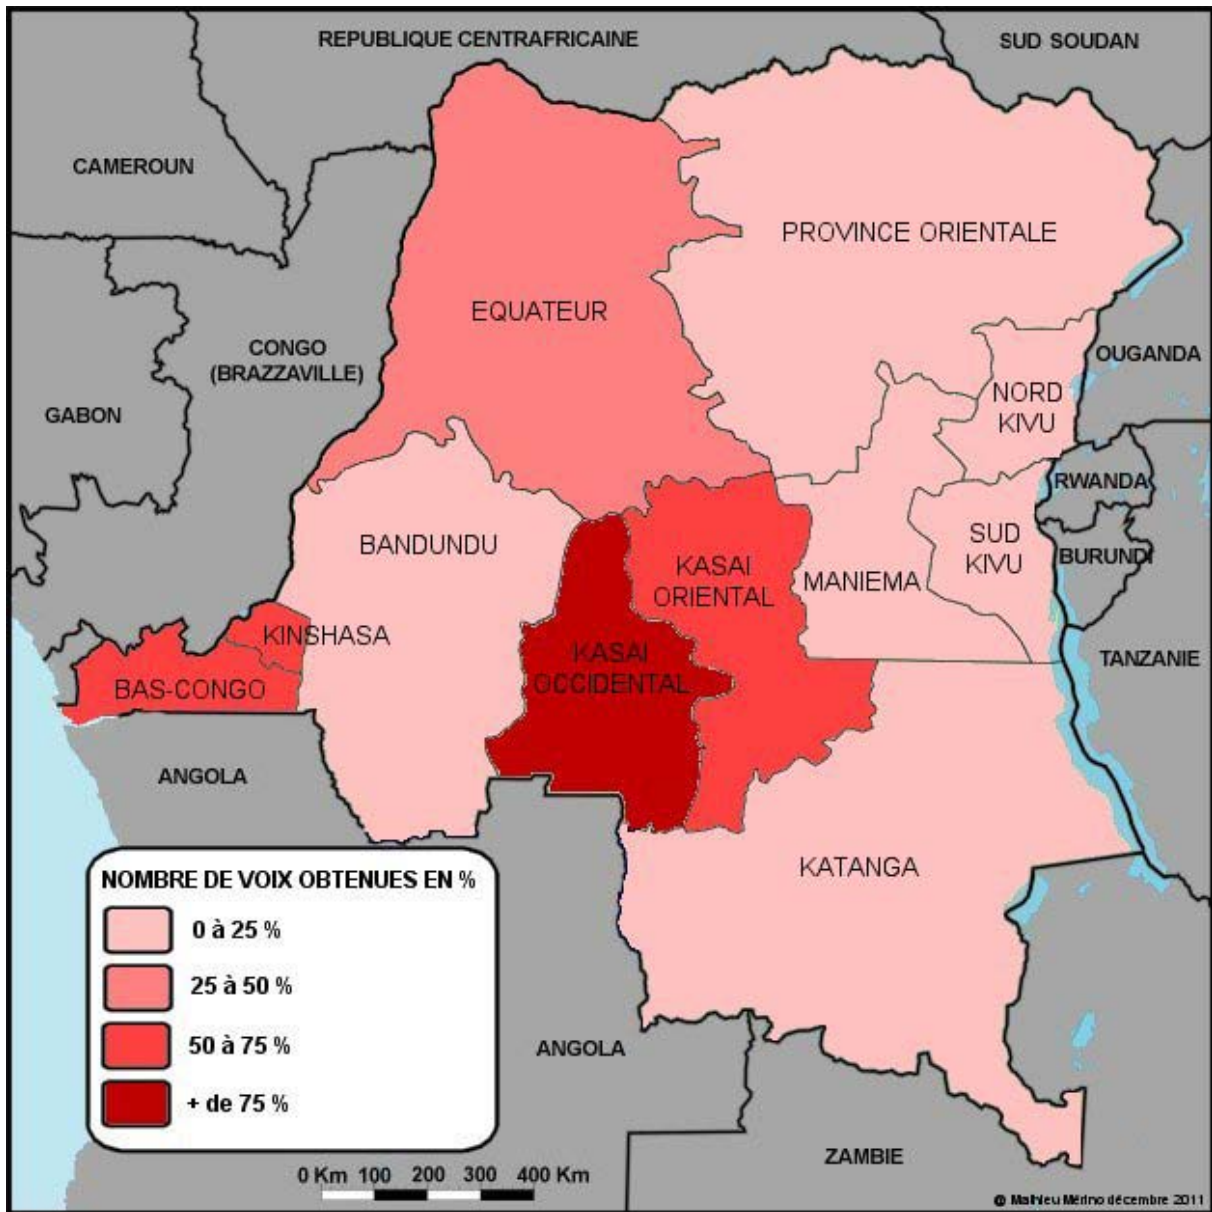 REPUBLIQUE CENTRAFRICAINE
SUD SOUDAN
CAMEROUN
PROVINCE ORIENTALE
EQUATEUR
CONGO
(BRAZZAVILLE)
OUGANDA
GABON
NORD
KIVU
RWANDA
BANDUNDU
SUD
KIVU
BURUNDI
KASAI
ORIENTAL
MANIEMA
KINSHASA
KASAI
OCCIDENTAL
TANZANIE
BAS-CONGO
ANGOLA
KATANGA
NOMBRE DE VOIX OBTENUES EN %
0 à 25 %
25 à 50 %
50 à 75 %
+ de 75 %
ANGOLA
ZAMBIE
0 Km 100 200 300 400 Km
@ Mathieu Mérino décembre 2011